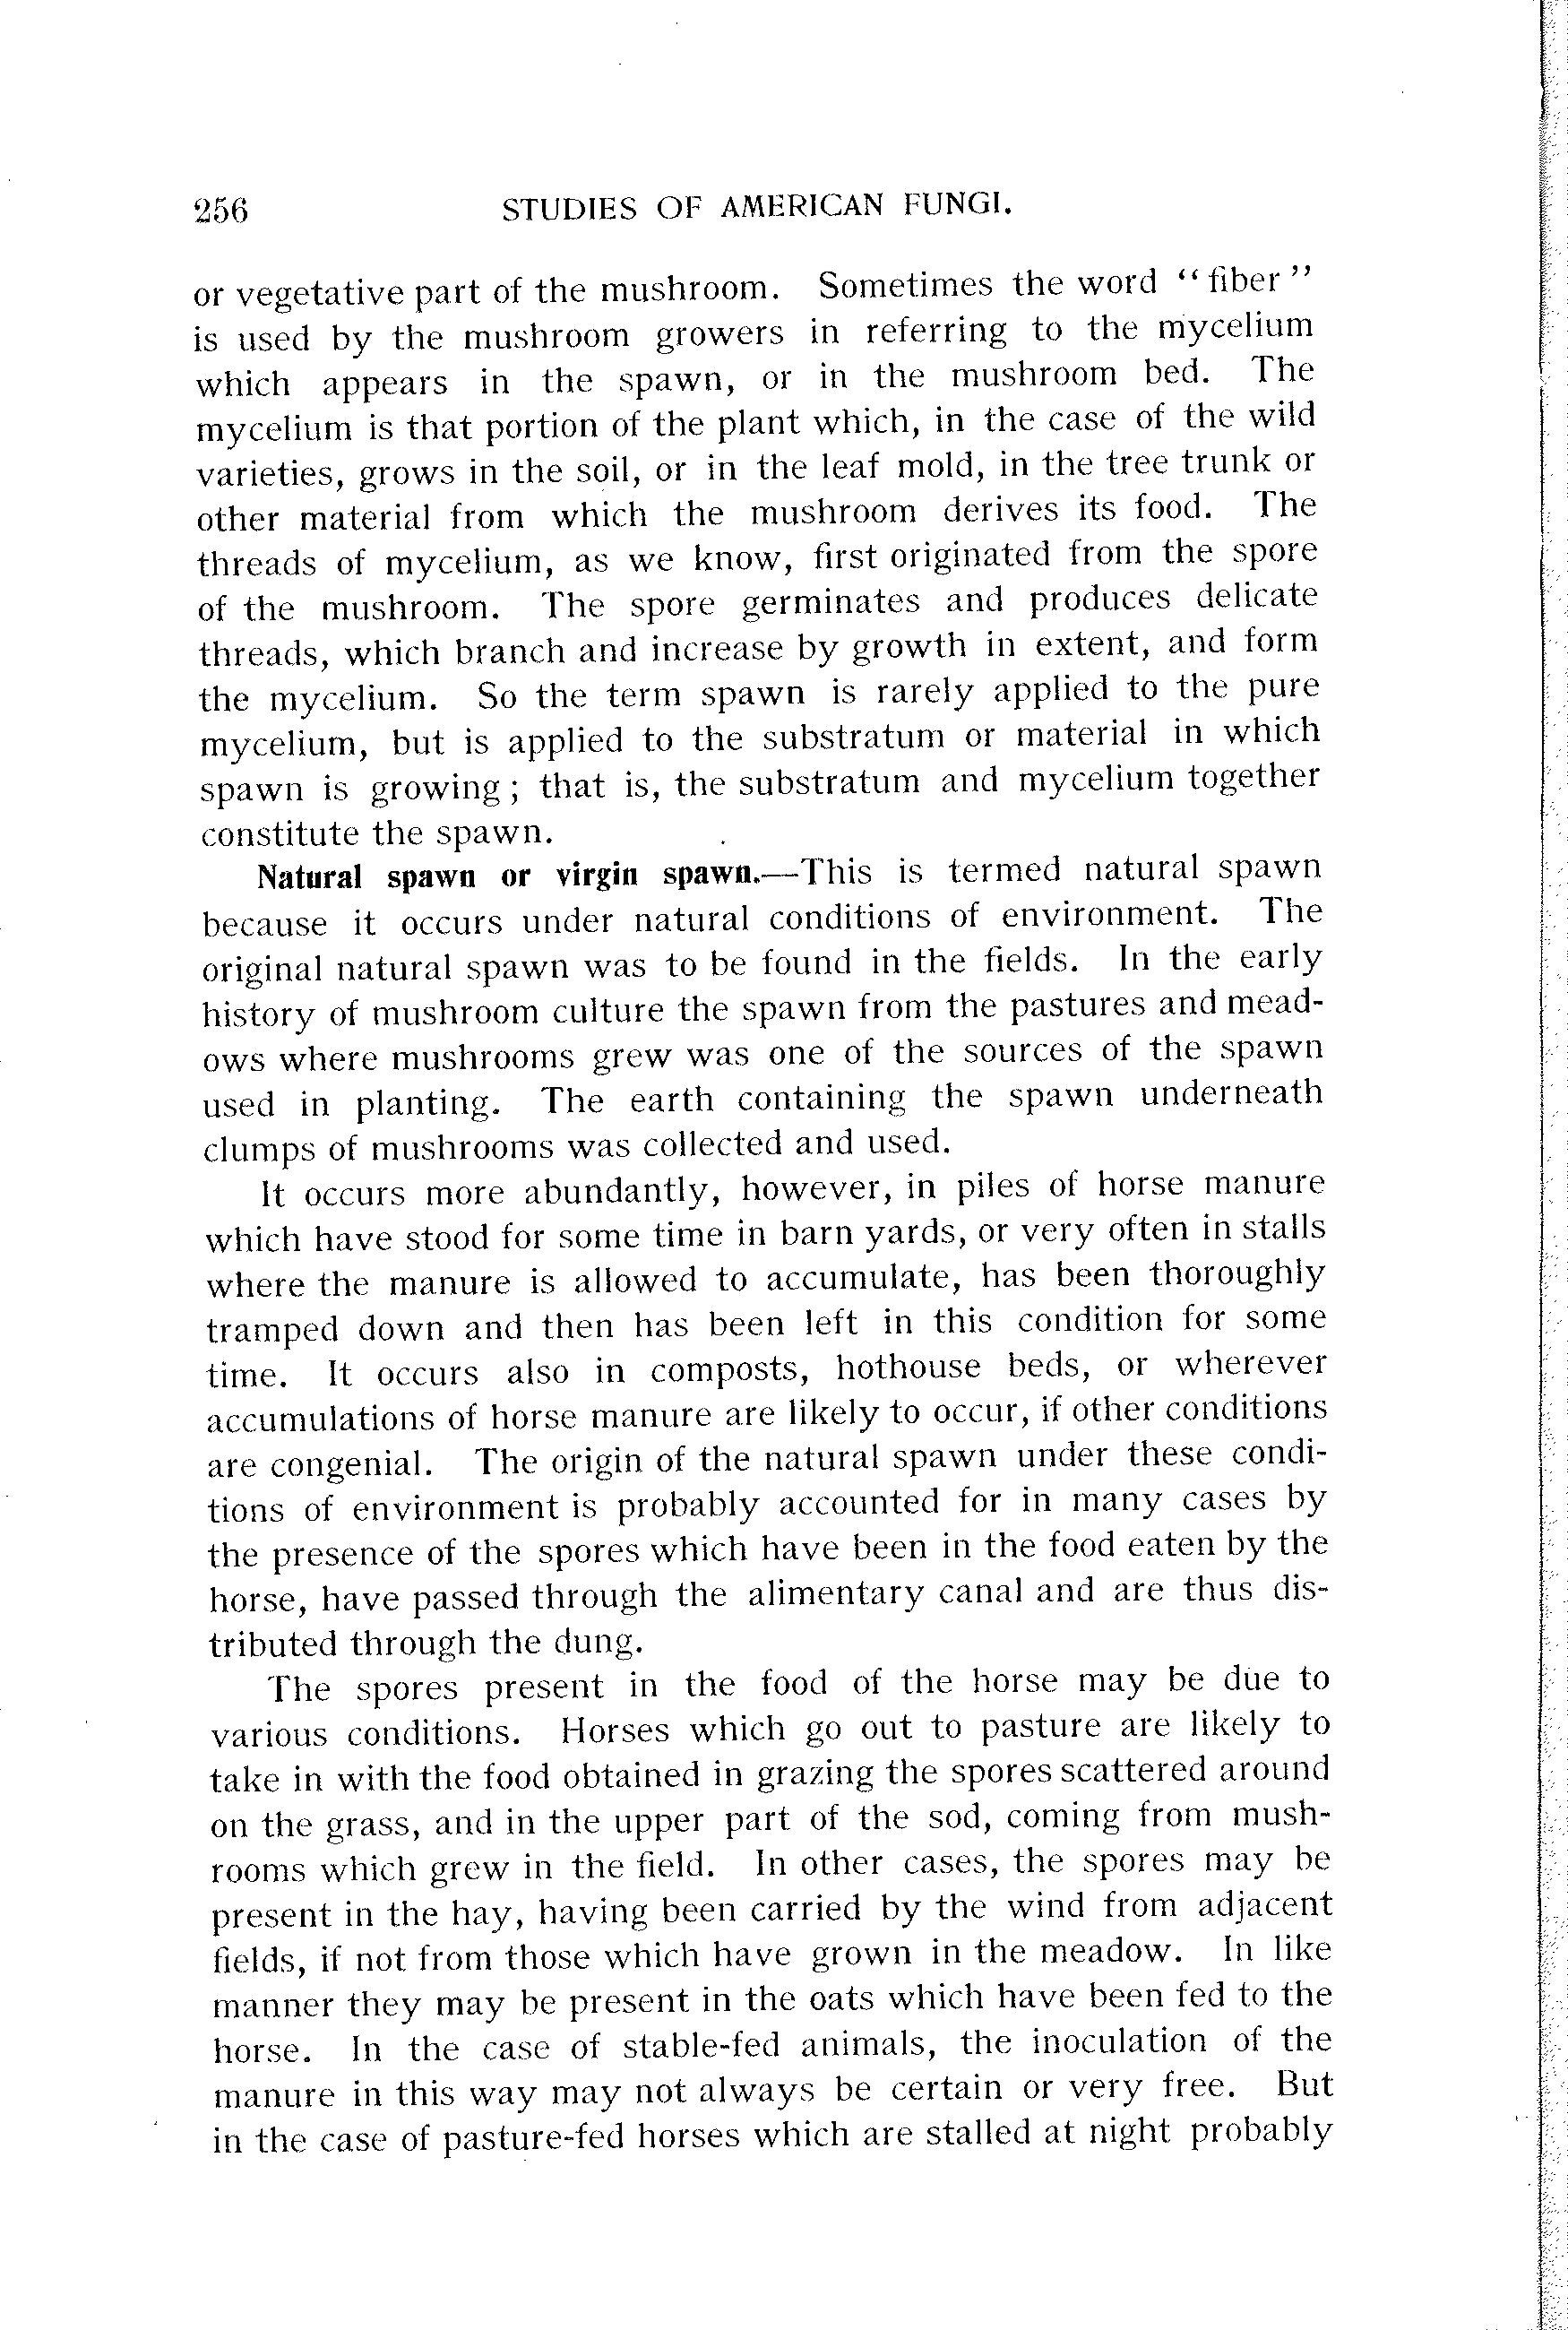 256 STUDIES OF AMERICAN FUNGI.
or vegetative part of the mushroom. Sometimes the word “fiber”
is used by the mushroom growers in referring to the mycelium
which appears in the spawn, or in the mushroom bed. The
mycelium is that portion of the plant which, in the case of the wild
varieties, grows in the soil, or in the leaf mold, in the tree trunk or
other material from which the mushroom derives its food. The
threads of mycelium, as we know, first originated from the spore
of the mushroom. The spore germinates and produces delicate
threads, which branch and increase by growth in extent, and form
the mycelium. So the term spawn is rarely applied to the pure
mycelium, but is applied to the substratum or material in which
spawn is growing; that is, the substratum and mycelium together
constitute the spawn.
Natural spawn or virgin spawn.—This is termed natural spawn
because it occurs under natural conditions of environment. The
original natural spawn was to be found in the fields. In the early
history of mushroom culture the spawn from the pastures and mead-
ows where mushrooms grew was one of the sources of the spawn
used in planting. The earth containing the spawn underneath
clumps of mushrooms was collected and used.
It occurs more abundantly, however, in piles of horse manure
which have stood for some time in barn yards, or very often in stalls
where the manure is allowed to accumulate, has been thoroughly
tramped down and then has been left in this condition for some
time. It occurs also in composts, hothouse beds, or wherever
accumulations of horse manure are likely to occur, if other conditions
are congenial. The origin of the natural spawn under these condi-
tions of environment is probably accounted for in many cases by
the presence of the spores which have been in the food eaten by the
horse, have passed through the alimentary canal and are thus dis-
tributed through the dung.
The spores present in the food of the horse may be due to
various conditions. Horses which go out to pasture are likely to
take in with the food obtained in grazing the spores scattered around
on the grass, and in the upper part of the sod, coming from mush-
rooms which grew in the field. In other cases, the spores may be
present in the hay, having been carried by the wind from adjacent
fields, if not from those which have grown in the meadow. In like
manner they may be present in the oats which have been fed to the
horse. In the case of stable-fed animals, the inoculation of the
manure in this way may not always be certain or very free. But
in the case of pasture-fed horses which are stalled at night probably